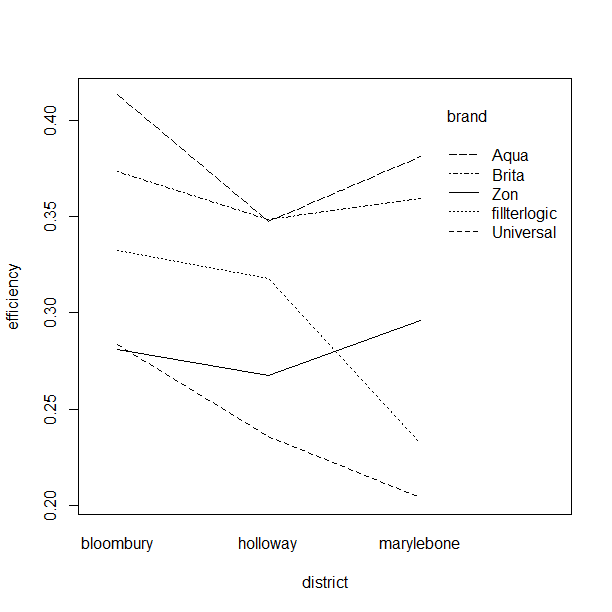 brand
Aqua
Brita
Zon
fillterlogic
Universal
efficiency
0.40
0.35
0.30
0.25
0.20
bloombury holloway marylebone
district